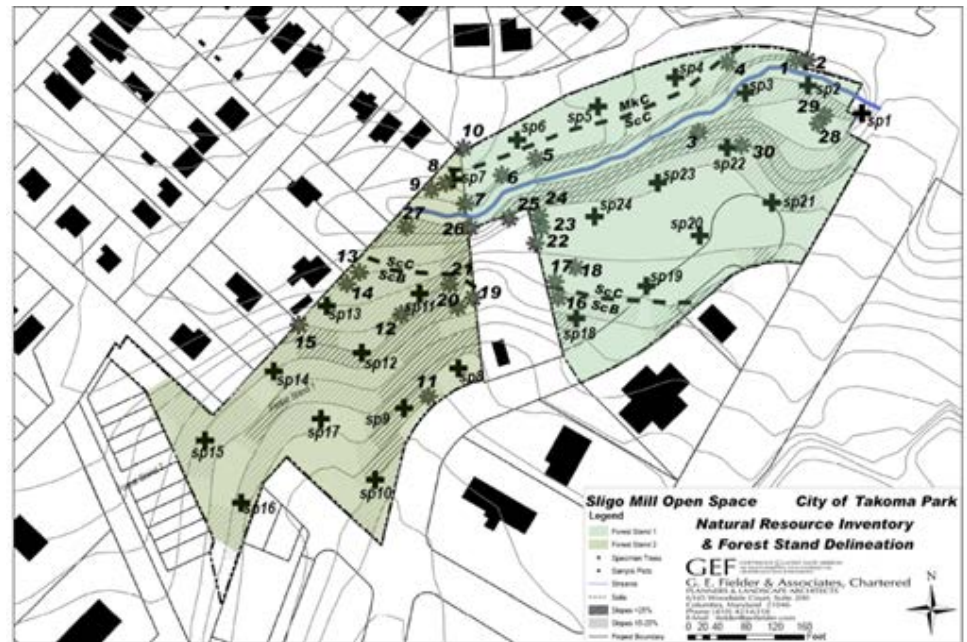 10
sp4
4
1
2
sp3
sp2
29
28
sp1
MkC
ScC
sp5
sp6
5
3
sp22
30
8
sp7
9
6
7
sp23
27
25
24
26
23
sp24
22
sp21
sp20
13
ScC
ScB
21
17
18
14
sp11
20
19
16
sp19
ScC
ScB
sp13
12
sp18
15
sp12
sp14
sp8
11
sp9
sp17
sp15
sp10
sp16
Sligo Mill Open Space City of Takoma Park
Legend
Natural Resource Inventory
& Forest Stand Delineation
Forest Stand 1
Forest Stand 2
Specimen Trees
Sample Plots
Streams
Soils
Slopes >25%
Slopes 15-25%
Project Boundary
GEF
G. E. Fielder & Associates, Chartered
PLANNERS & LANDSCAPE ARCHITECTS
Columbia, Maryland 21046
N
0 20 40 80 120 160
Feet